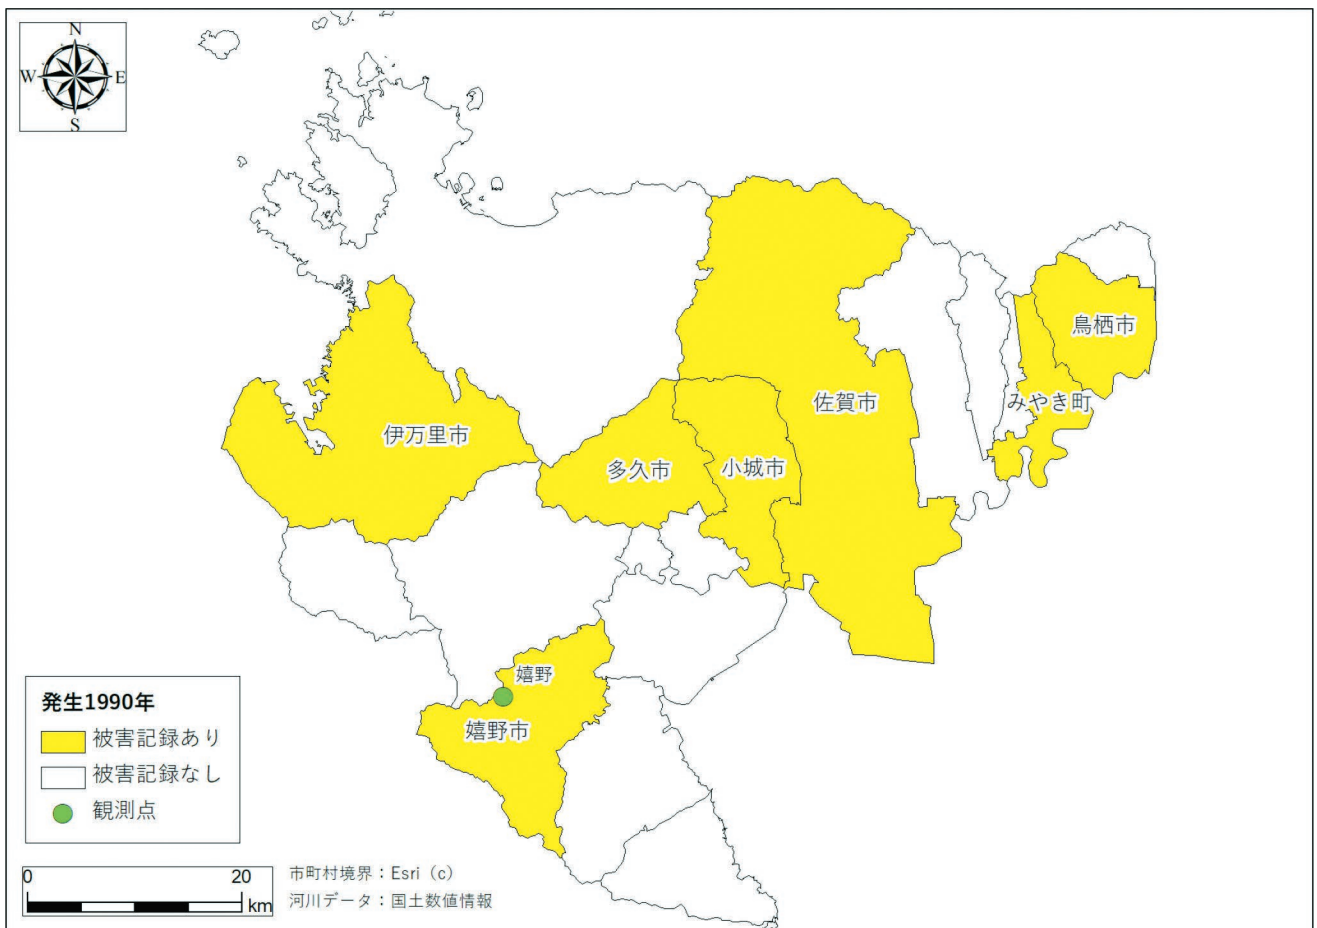 N
W E
S
鳥栖市
みやき町
佐賀市
伊万里市
多久市
小城市
嬉野
嬉野市
発生1990年
被害記録あり
被害記録なし
観測点
0 20
km
市町村境界：Esri（c）
河川データ：国土数値情報